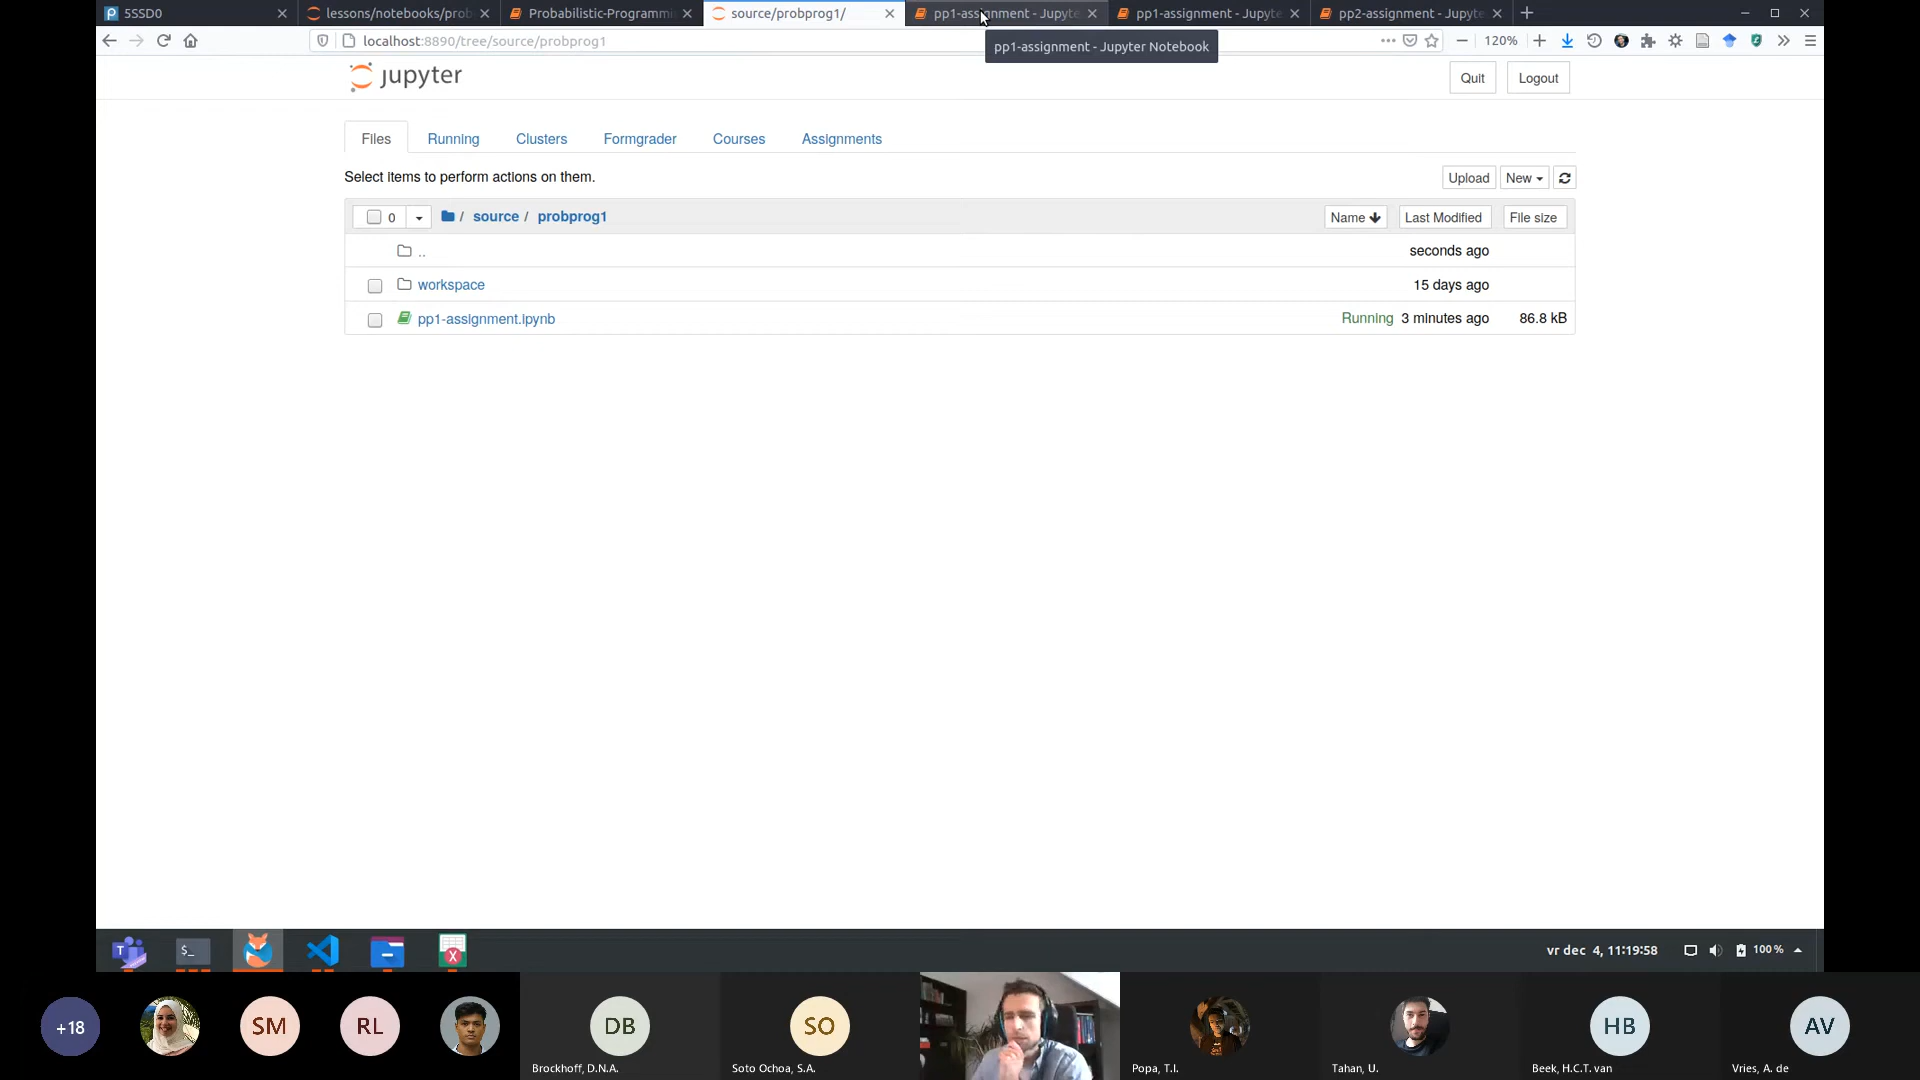 5SSD0
lessons/notebooks/prob
Probabilistic-Programmi
source/probprog1/
pp1-assignment - Jupyte
pp1-assignment - Jupyte
pp2-assignment - Jupyte
localhost:8890/tree/source/probprog1
120%
pp1-assignment - Jupyter Notebook
jupyter
Quit
Logout
Files
Running
Clusters
Formgrader
Courses
Assignments
Select items to perform actions on them.
Upload
New
0
/ source / probprog1
Name
Last Modified
File size
..
seconds ago
workspace
15 days ago
pp1-assignment.ipynb
Running 3 minutes ago
86.8 kB
vr dec 4, 11:19:58
100 %
+18
SM
RL
DB
SO
HB
AV
Brockhoff, D.N.A.
Soto Ochoa, S.A.
Popa, T.I.
Tahan, U.
Beek, H.C.T. van
Vries, A. de